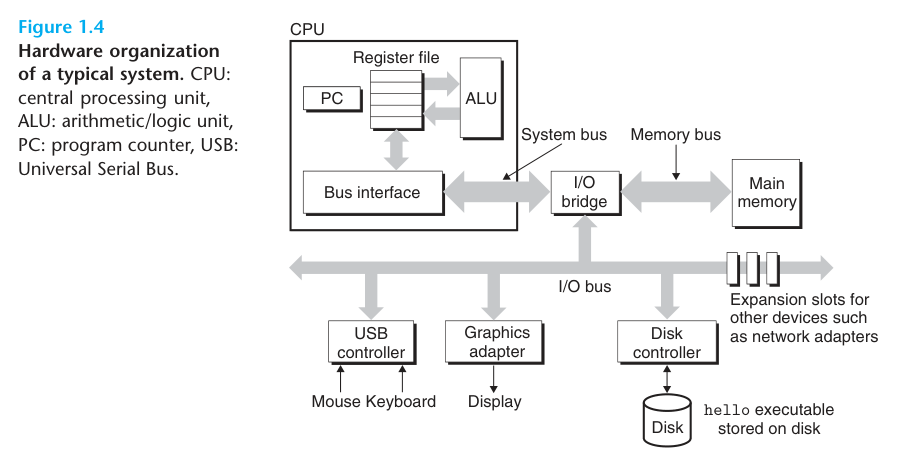 Figure 1.4
Hardware organization
of a typical system. CPU:
central processing unit,
ALU: arithmetic/logic unit,
PC: program counter, USB:
Universal Serial Bus.
CPU
Register file
PC
ALU
System bus
Memory bus
Bus interface
I/O
bridge
Main
memory
I/O bus
Expansion slots for
other devices such
as network adapters
USB
controller
Graphics
adapter
Disk
controller
Mouse Keyboard
Display
Disk
hello executable
stored on disk